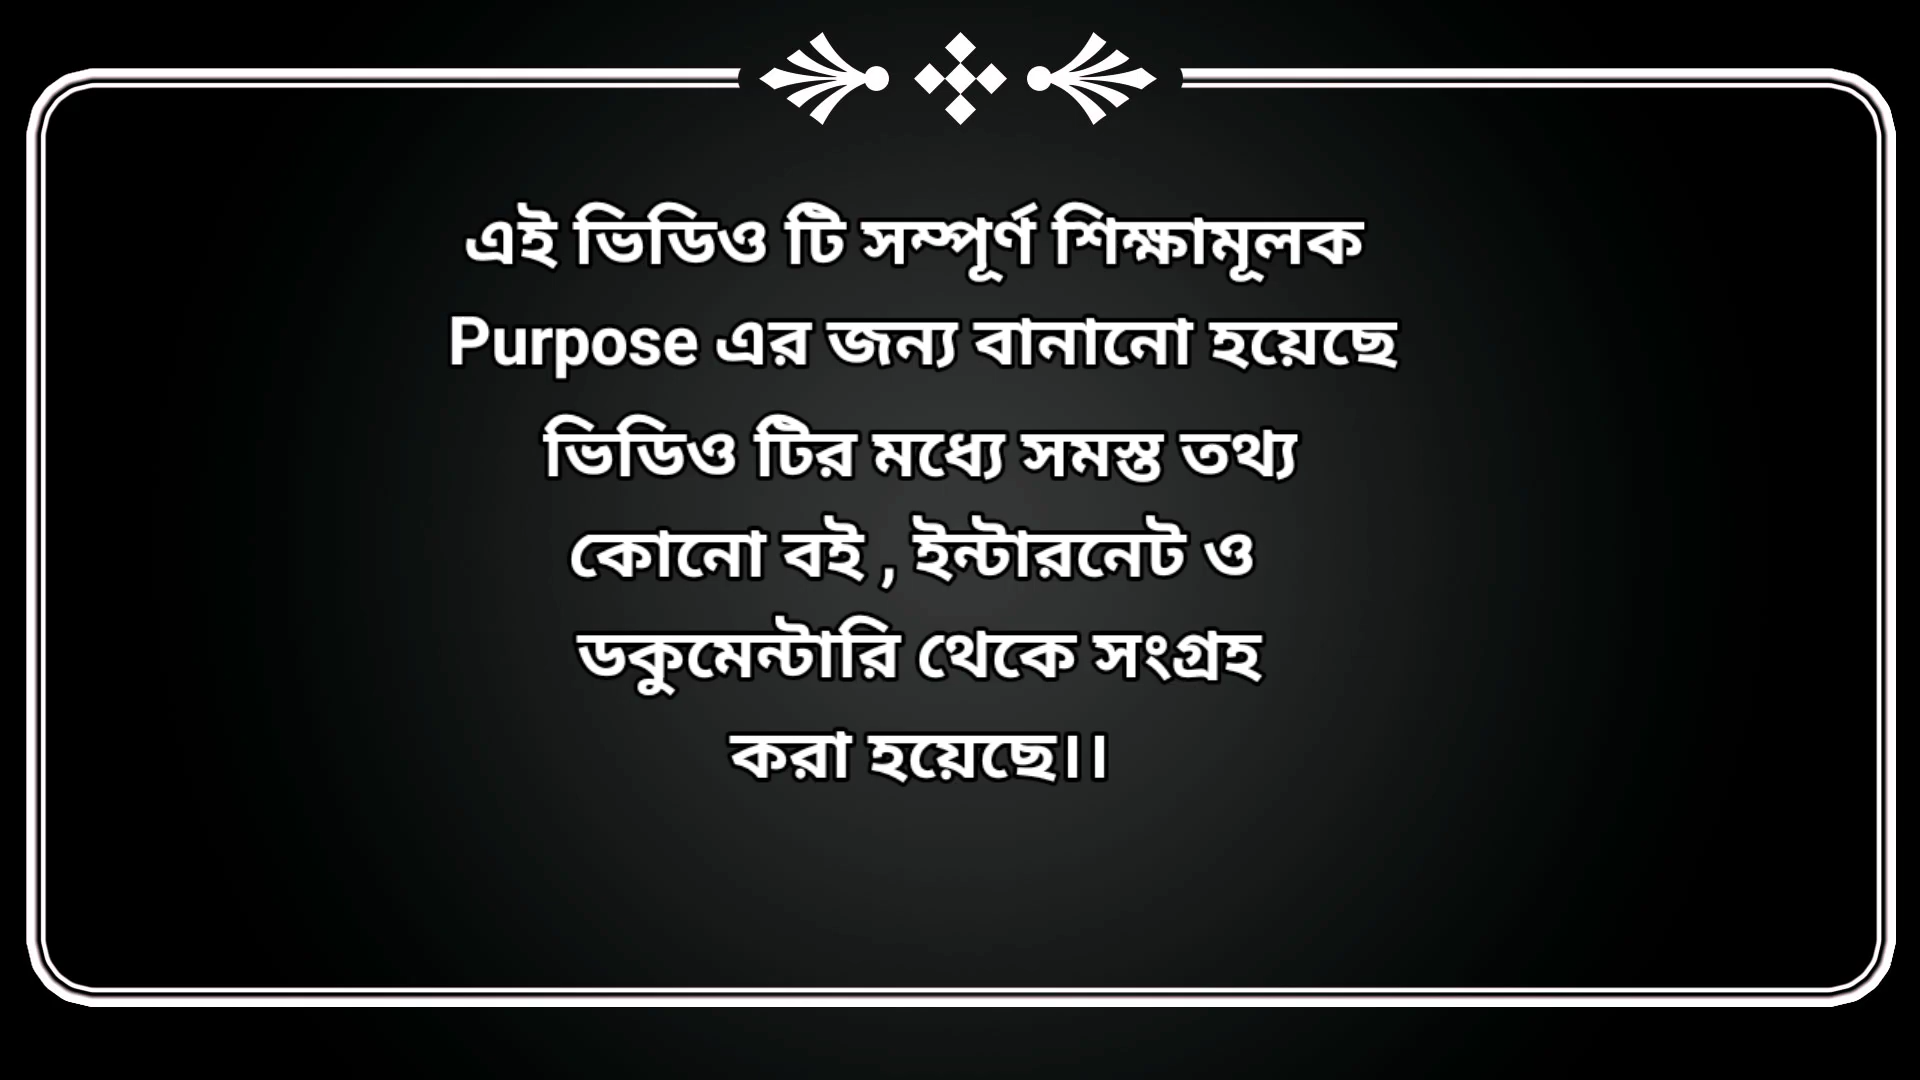 এই ভিডিও টি সম্পূর্ণ শিক্ষামূলক
Purpose এর জন্য বানানো হয়েছে
ভিডিও টির মধ্যে সমস্ত তথ্য
কোনো বই , ইন্টারনেট ও
ডকুমেন্টারি থেকে সংগ্রহ
করা হয়েছে।।